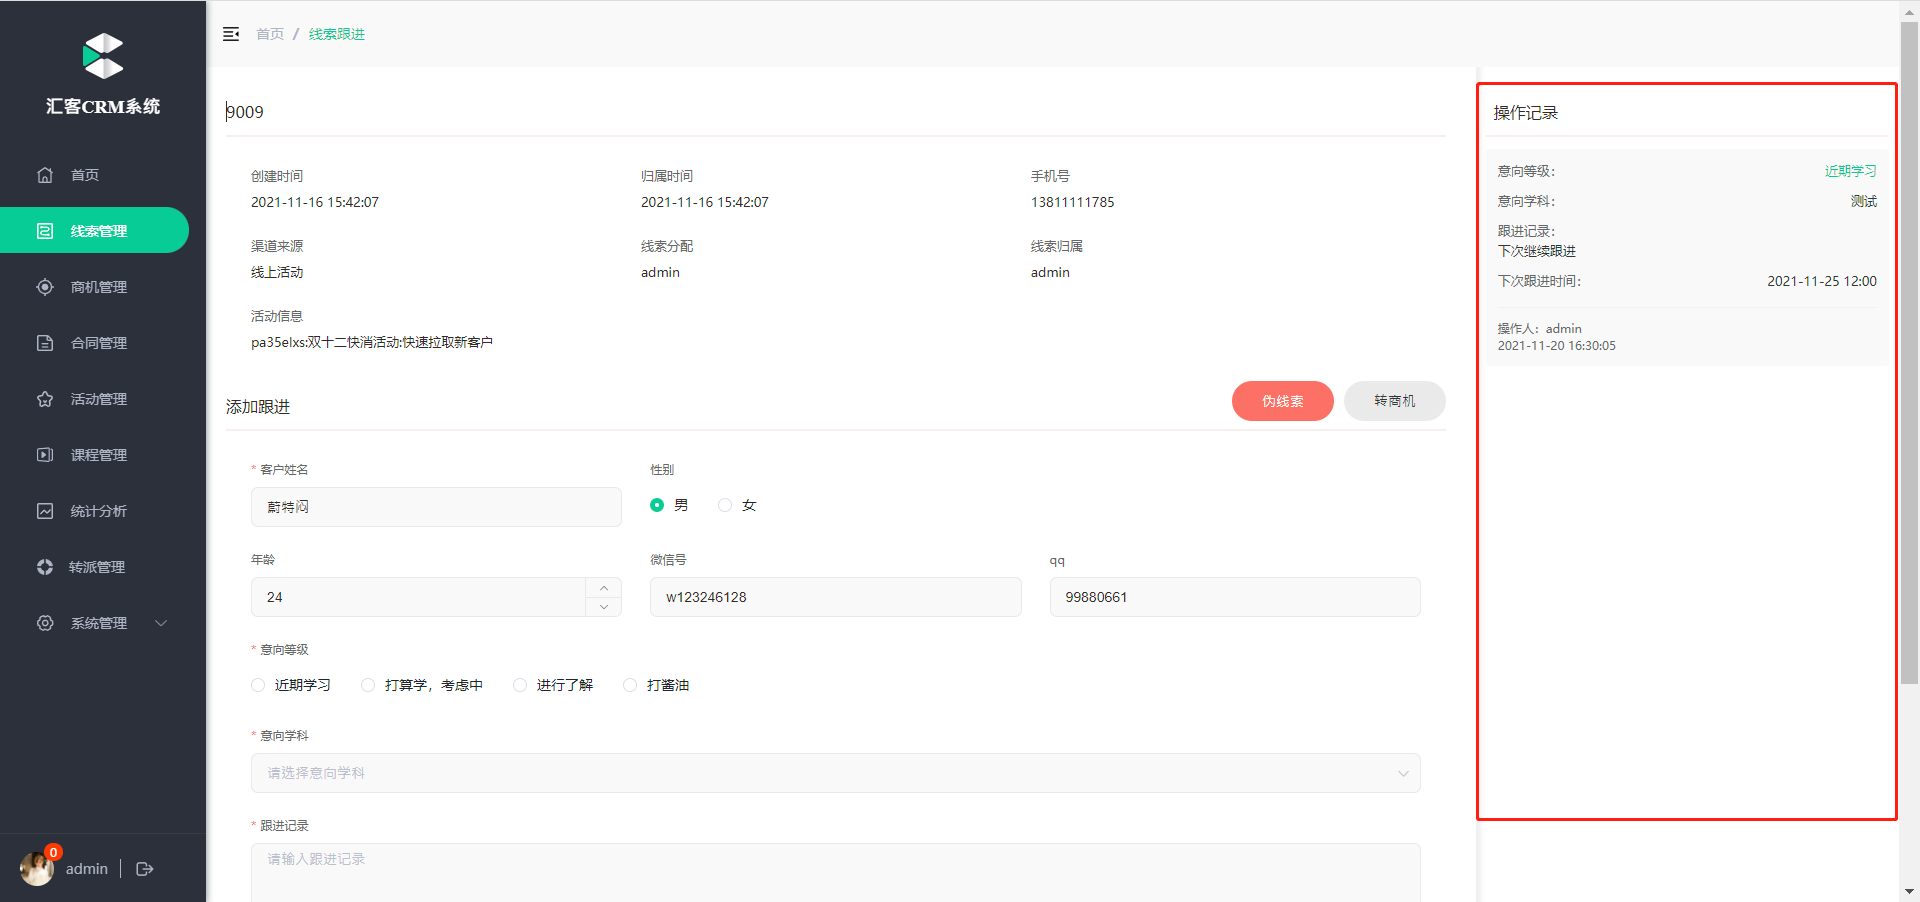 汇客CRM系统
首页
线索管理
商机管理
合同管理
活动管理
课程管理
统计分析
转派管理
系统管理
0
admin
首页 / 线索跟进
9009
创建时间 归属时间 手机号
2021-11-16 15:42:07 2021-11-16 15:42:07 13811111785
渠道来源 线索分配 线索归属
线上活动 admin admin
活动信息
pa35elxs:双十二快消活动:快速拉取新客户
添加跟进 伪线索 转商机
* 客户姓名 性别
蔚特闷 男 女
年龄 微信号 qq
24 w123246128 99880661
* 意向等级
近期学习 打算学，考虑中 进行了解 打酱油
* 意向学科
请选择意向学科
* 跟进记录
请输入跟进记录
操作记录
意向等级： 近期学习
意向学科： 测试
跟进记录：
下次继续跟进
下次跟进时间： 2021-11-25 12:00
操作人：admin
2021-11-20 16:30:05